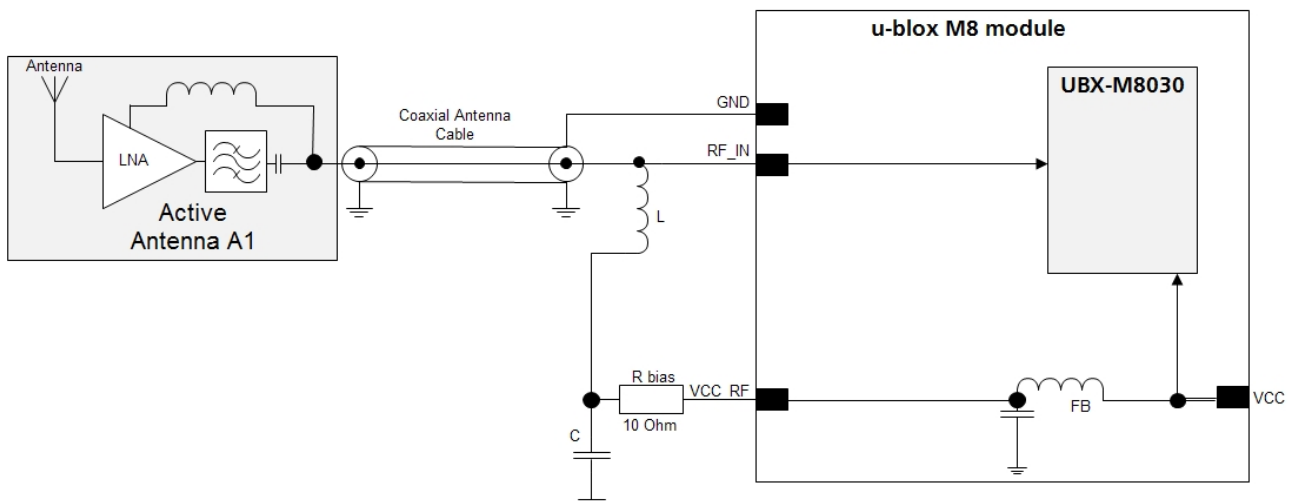 u-blox M8 module
Antenna
UBX-M8030
GND
Coaxial Antenna
Cable
LNA
RF_IN
Active
Antenna A1
L
R bias
VCC_RF
10 Ohm
C
FB
VCC